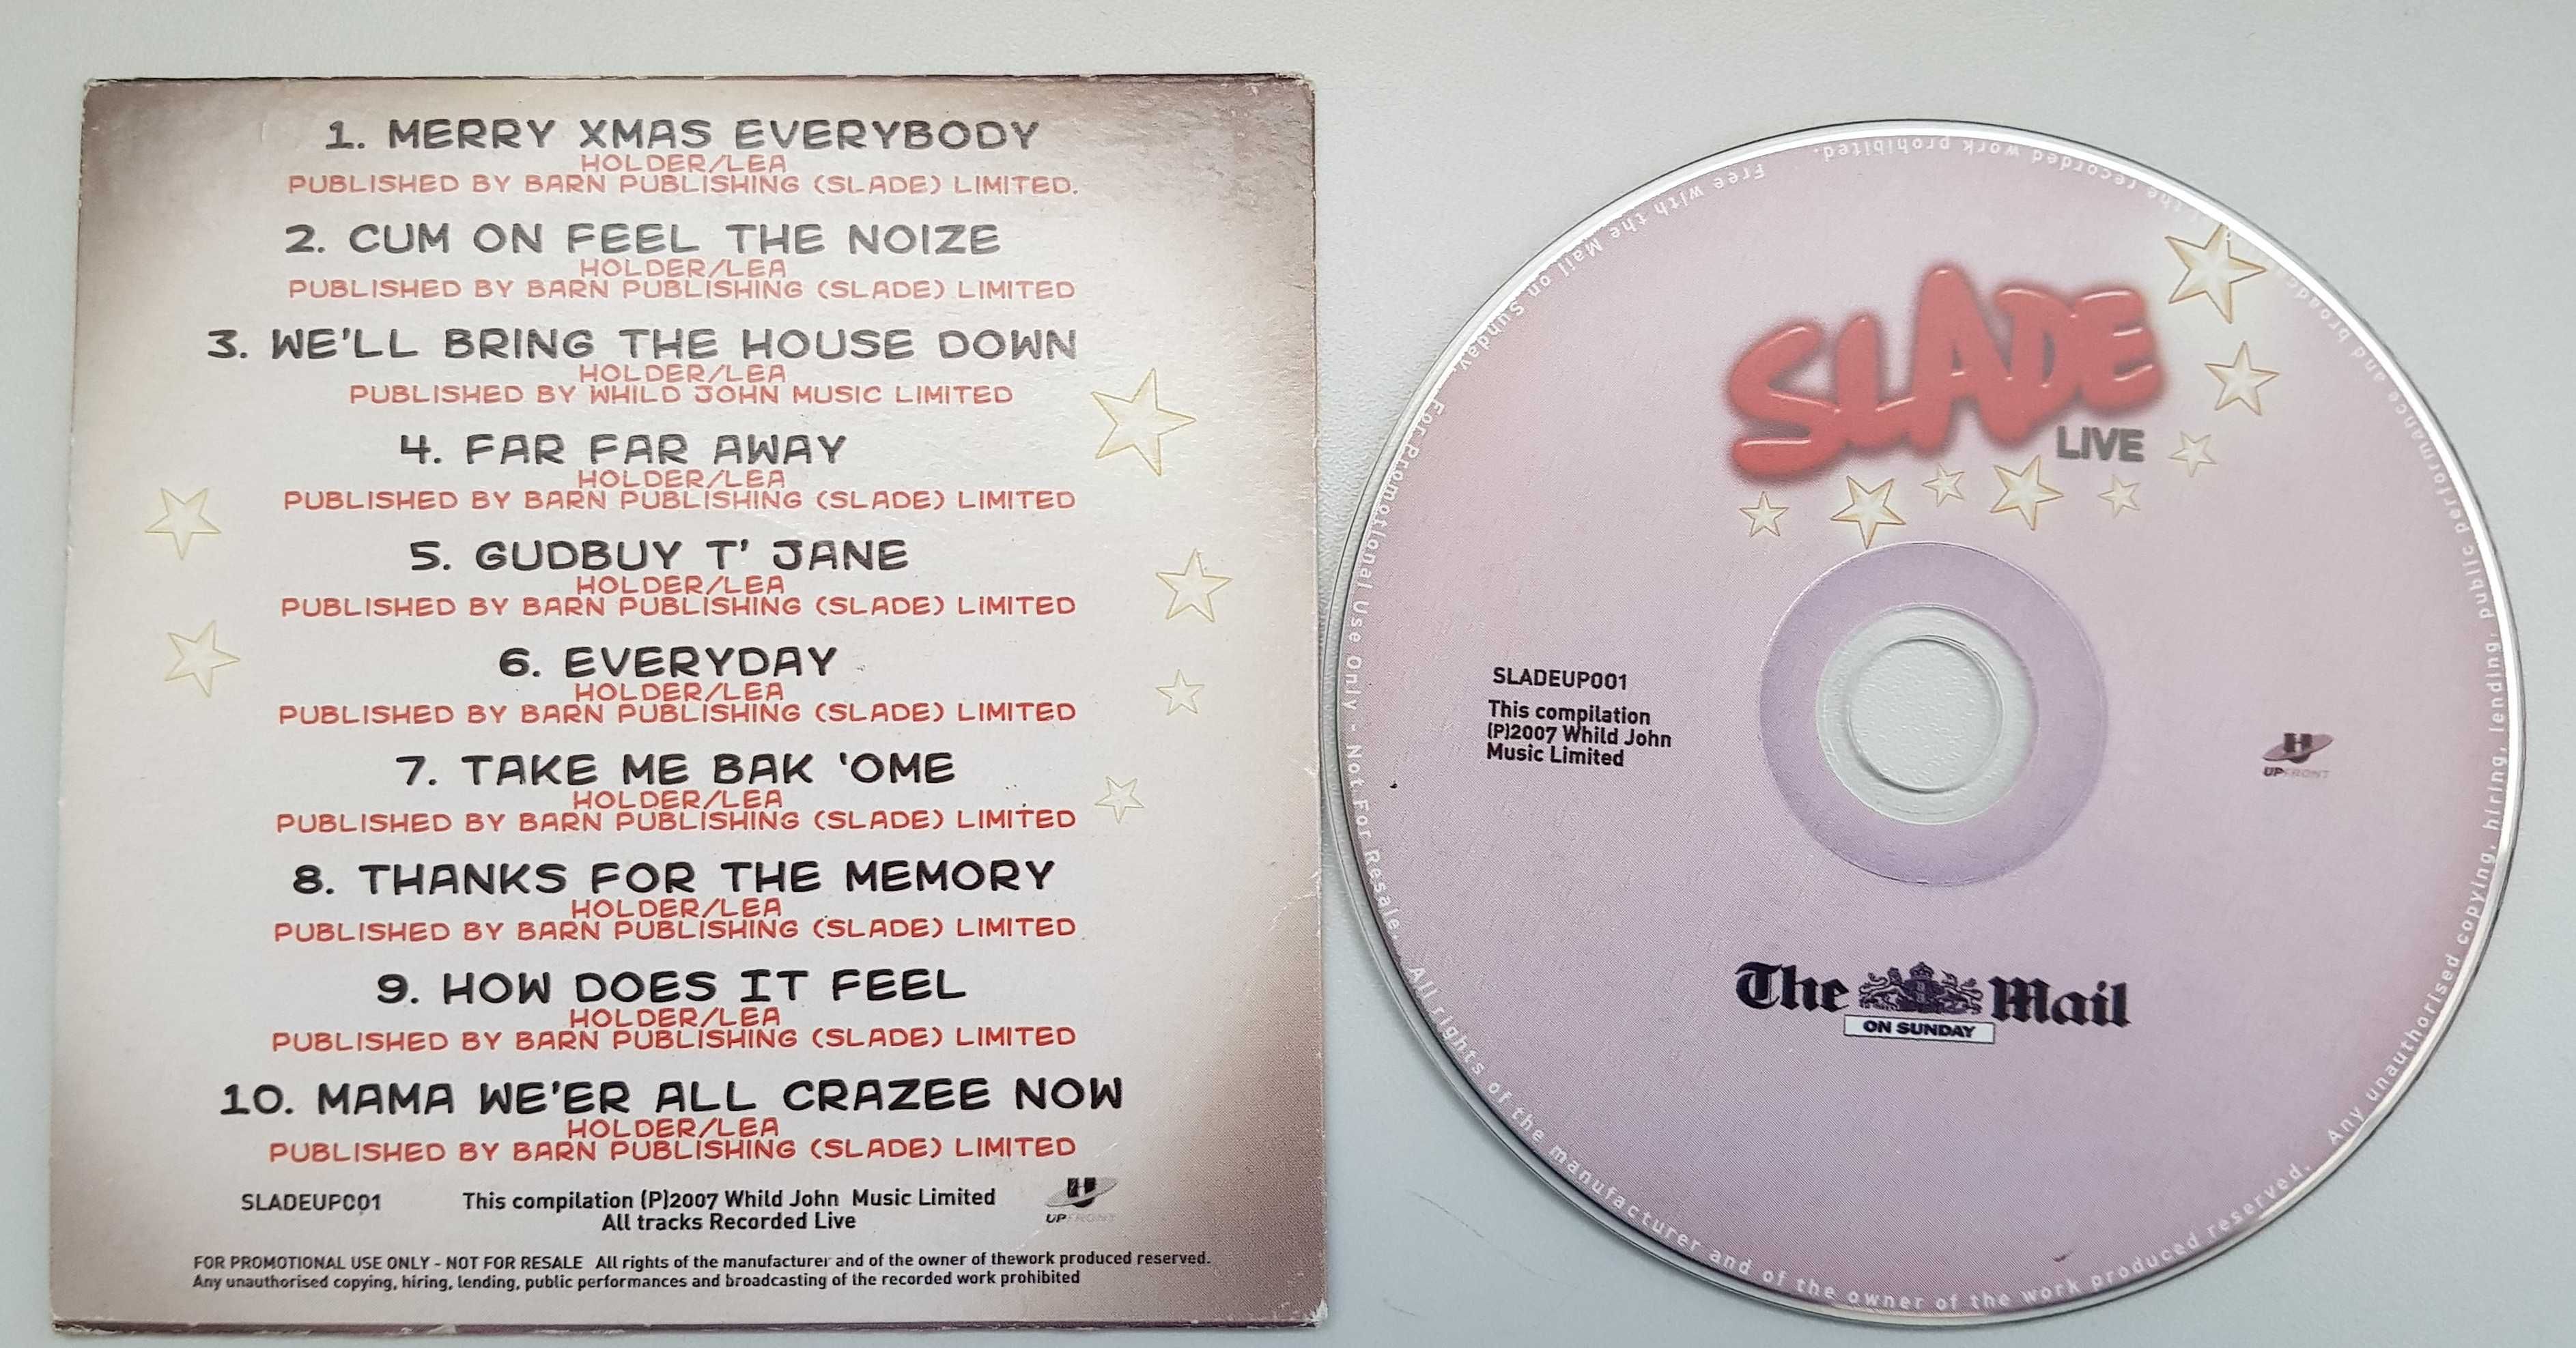 1. MERRY XMAS EVERYBODY
HOLDER/LEA
PUBLISHED BY BARN PUBLISHING (SLADE) LIMITED.
2. CUM ON FEEL THE NOIZE
HOLDER/LEA
PUBLISHED BY BARN PUBLISHING (SLADE) LIMITED
3. WE'LL BRING THE HOUSE DOWN
HOLDER/LEA
PUBLISHED BY WHILD JOHN MUSIC LIMITED
4. FAR FAR AWAY
HOLDER/LEA
PUBLISHED BY BARN PUBLISHING (SLADE) LIMITED
5. GUDBUY T' JANE
HOLDER/LEA
PUBLISHED BY BARN PUBLISHING (SLADE) LIMITED
6. EVERYDAY
HOLDER/LEA
PUBLISHED BY BARN PUBLISHING (SLADE) LIMITED
7. TAKE ME BAK 'OME
HOLDER/LEA
PUBLISHED BY BARN PUBLISHING (SLADE) LIMITED
8. THANKS FOR THE MEMORY
HOLDER/LEA
PUBLISHED BY BARN PUBLISHING (SLADE) LIMITED
9. HOW DOES IT FEEL
HOLDER/LEA
PUBLISHED BY BARN PUBLISHING (SLADE) LIMITED
10. MAMA WE'ER ALL CRAZEE NOW
HOLDER/LEA
PUBLISHED BY BARN PUBLISHING (SLADE) LIMITED
SLADEUP001
This compilation (P)2007 Whild John Music Limited
All tracks Recorded Live
UPFRONT
FOR PROMOTIONAL USE ONLY - NOT FOR RESALE All rights of the manufacturer and of the owner of thework produced reserved.
Any unauthorised copying, hiring, lending, public performances and broadcasting of the recorded work prohibited
SLADE
LIVE
SLADEUP001
This compilation
(P)2007 Whild John
Music Limited
UPFRONT
The Mail
ON SUNDAY
Free with the Mail on Sunday. For Promotional Use Only - Not For Resale. All rights of the manufacturer and of the owner of the work produced reserved. Any unauthorised copying, hiring, lending, public performance and broadcasting of the recorded work prohibited.